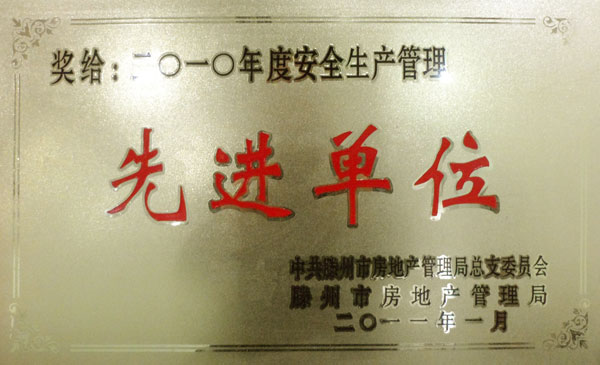 奖给：二〇一〇年度安全生产管理
先进单位
中共滕州市房地产管理局总支委员会
滕州市房地产管理局
二〇一一年一月